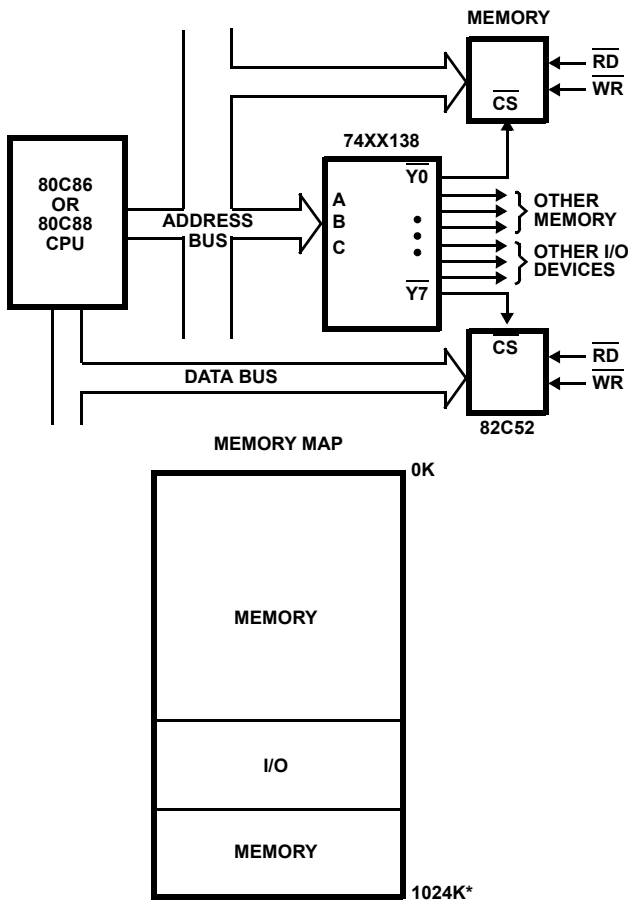 MEMORY
RD
WR
CS
74XX138
80C86
OR
80C88
CPU
ADDRESS
BUS
A
B
C
Y0
OTHER
MEMORY
OTHER I/O
DEVICES
Y7
CS
RD
WR
DATA BUS
82C52
MEMORY MAP
0K
MEMORY
I/O
MEMORY
1024K*